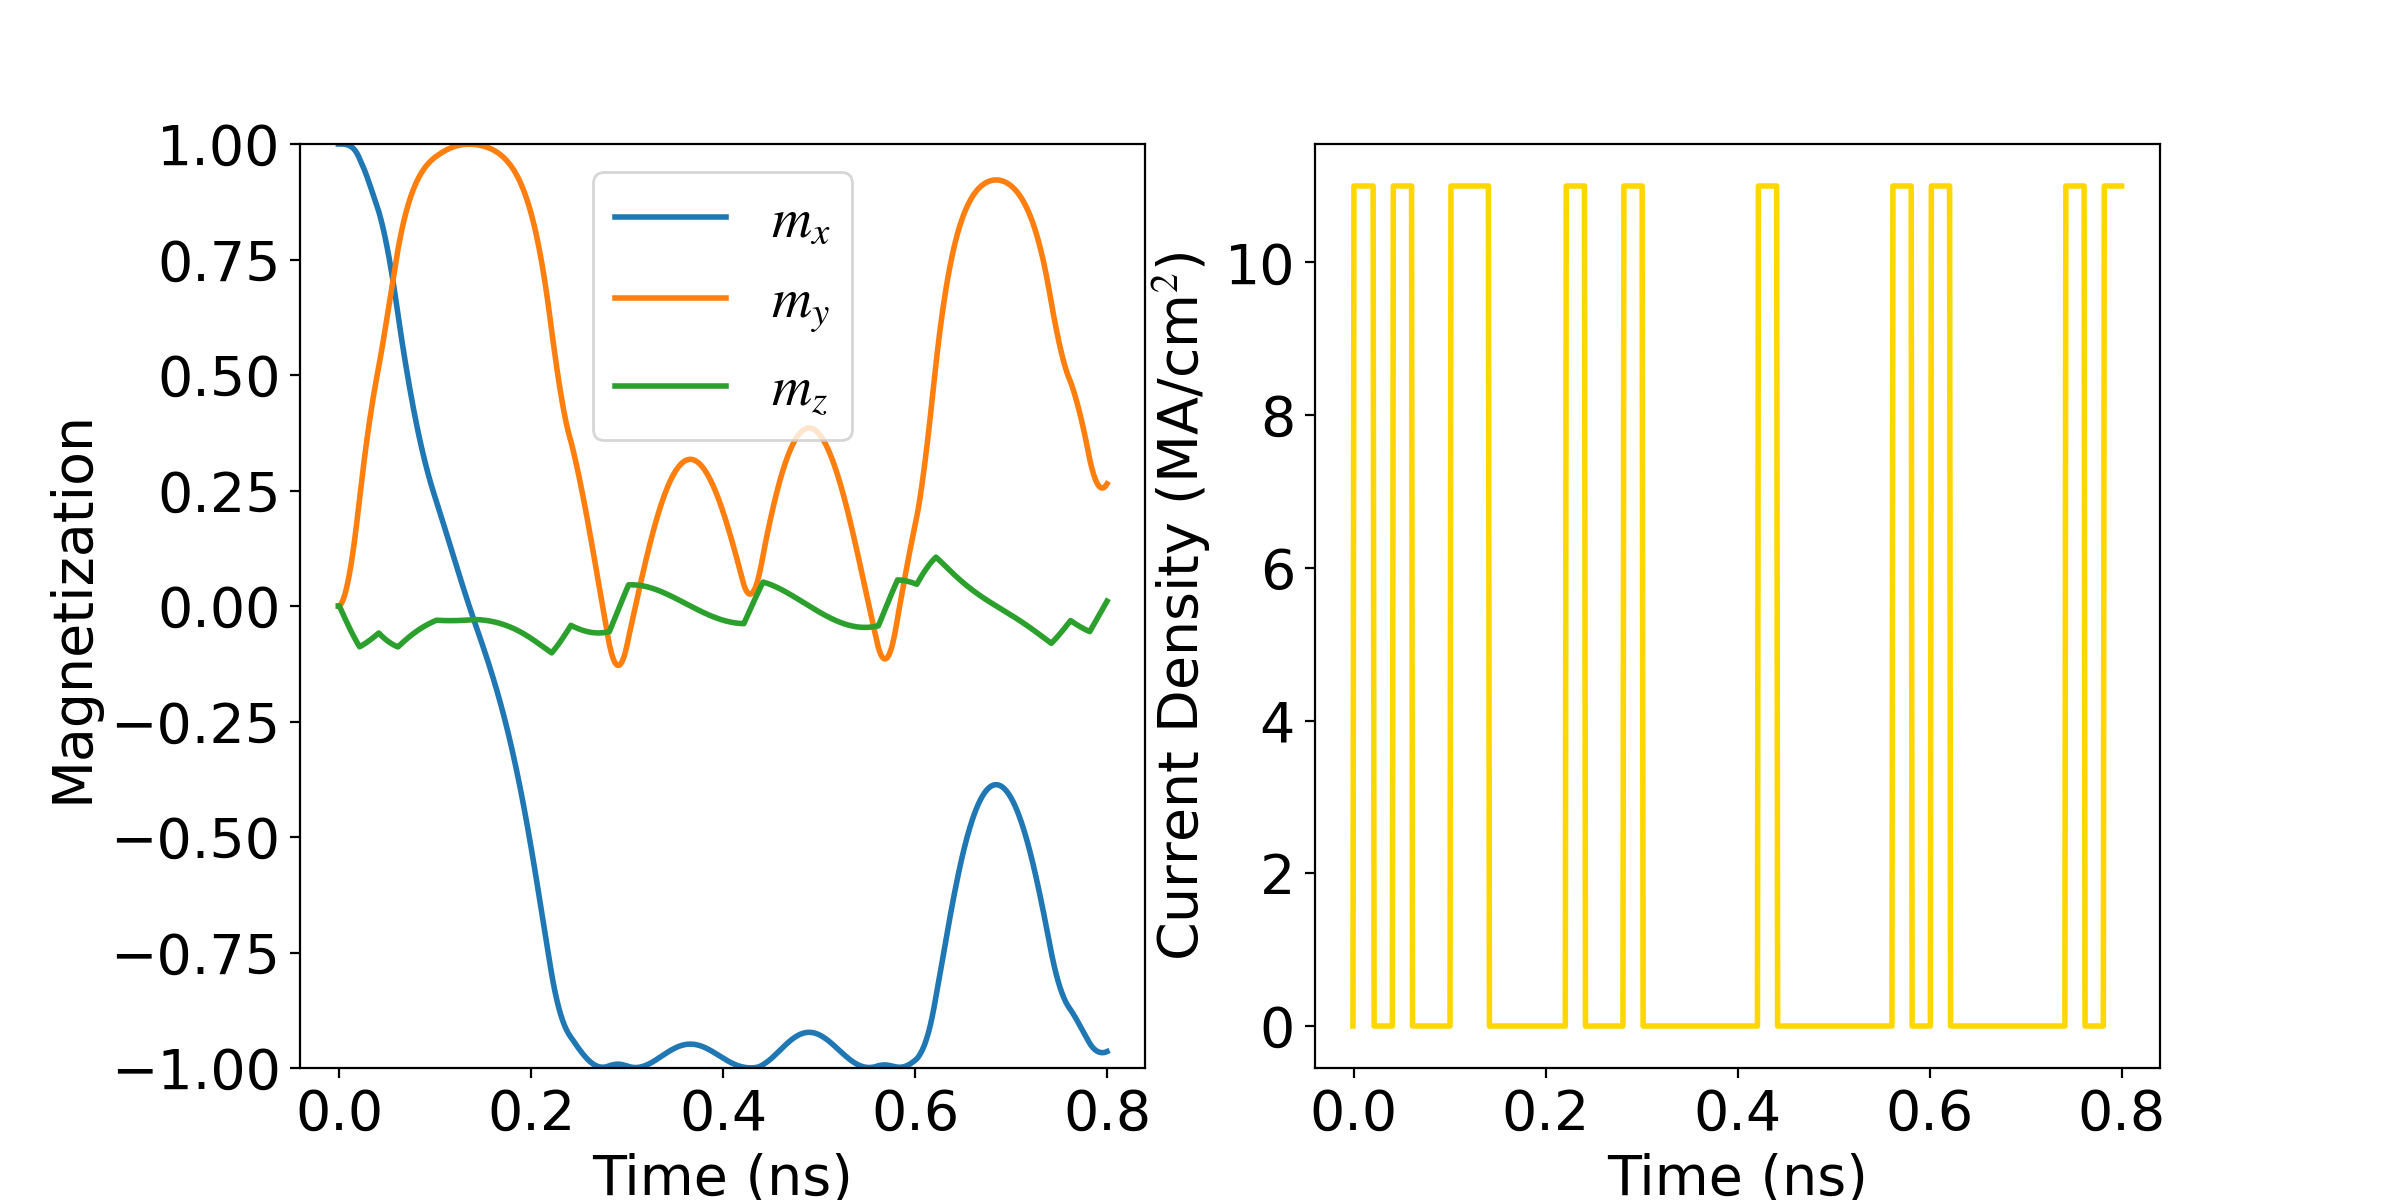 Magnetization
1.00
0.75
0.50
0.25
0.00
−0.25
−0.50
−0.75
−1.00
0.0 0.2 0.4 0.6 0.8
Time (ns)
m_x
m_y
m_z
Current Density (MA/cm²)
10
8
6
4
2
0
0.0 0.2 0.4 0.6 0.8
Time (ns)